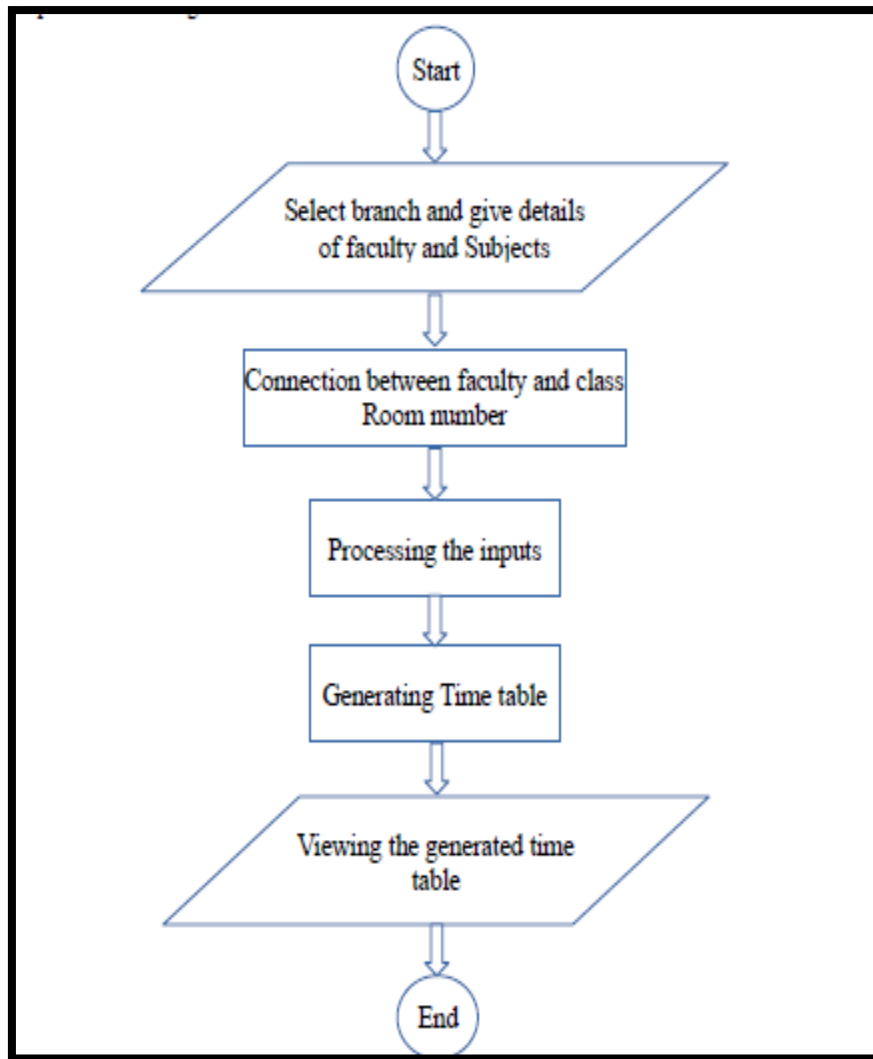 Start
Select branch and give details
of faculty and Subjects
Connection between faculty and class
Room number
Processing the inputs
Generating Time table
Viewing the generated time
table
End